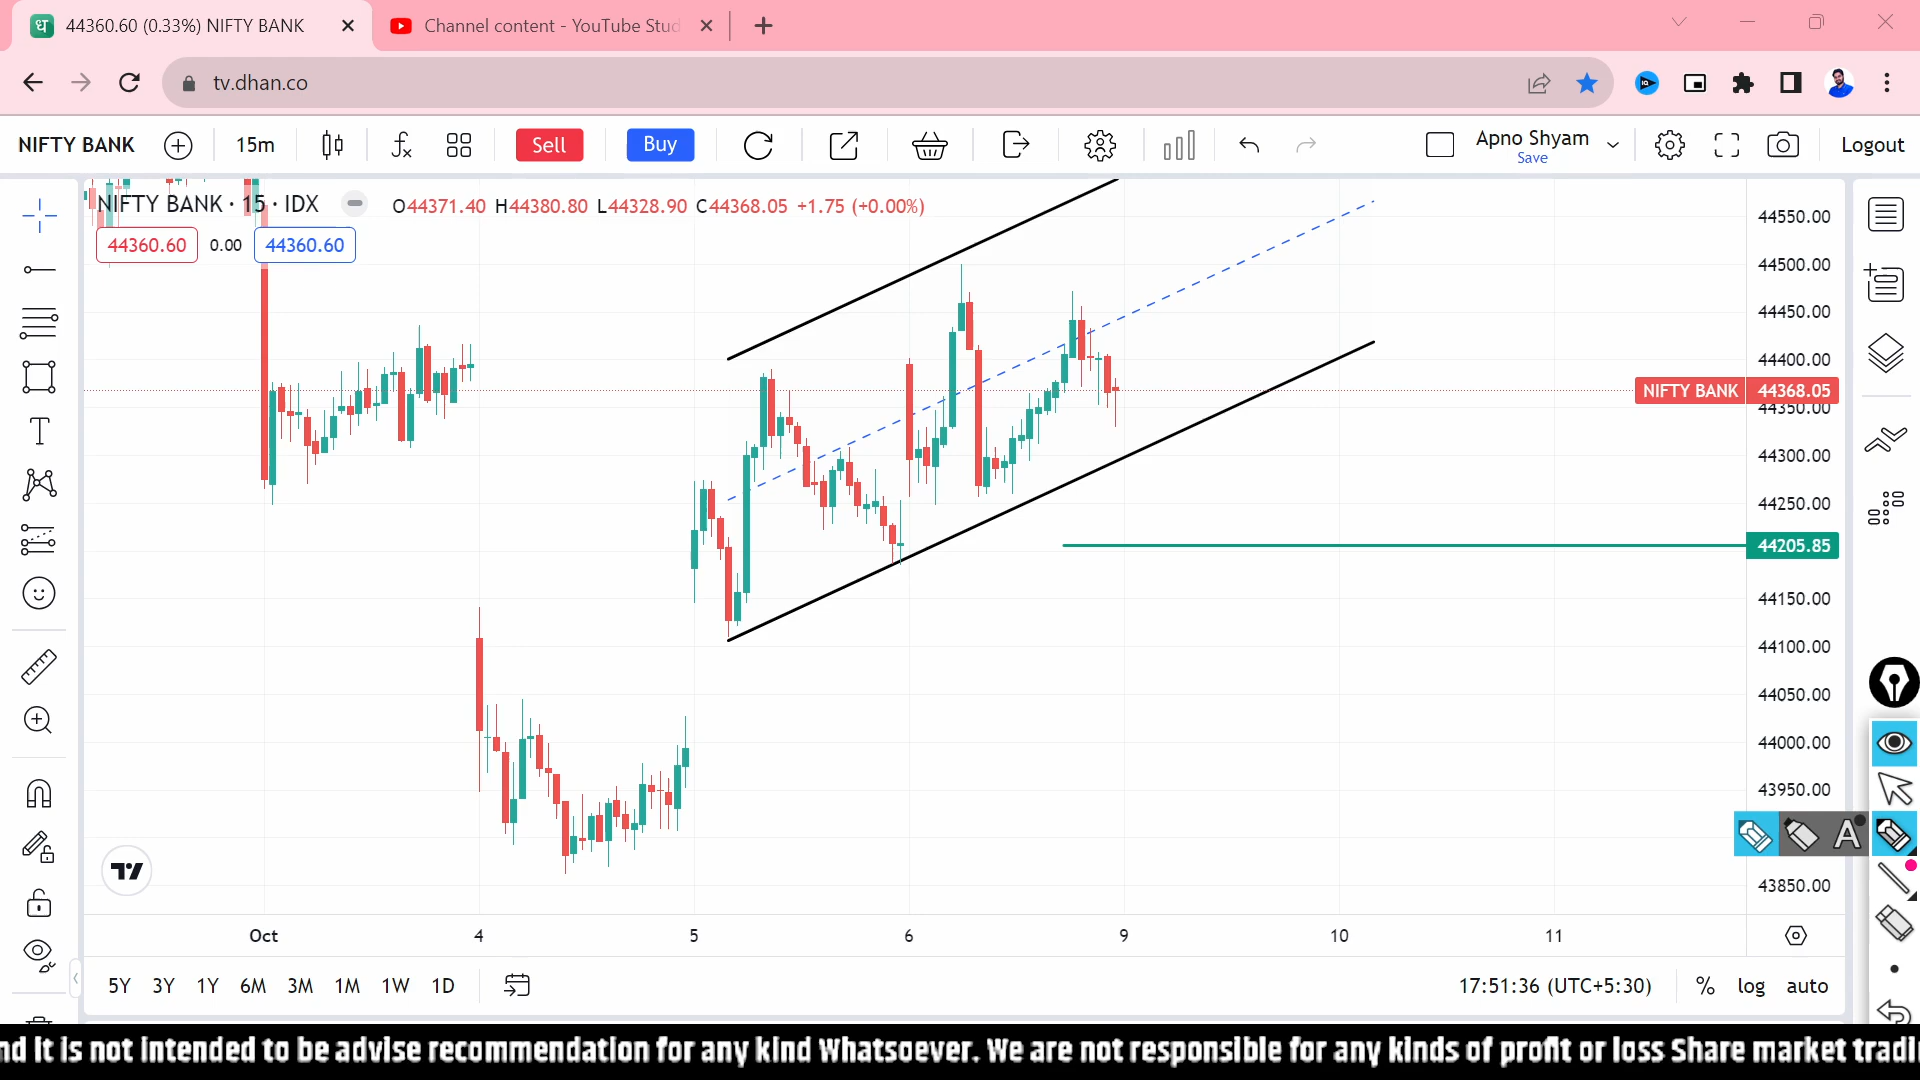 ध 44360.60 (0.33%) NIFTY BANK
Channel content - YouTube Stud
tv.dhan.co
NIFTY BANK 15m Sell Buy Apno Shyam Save Logout
NIFTY BANK · 15 · IDX O44371.40 H44380.80 L44328.90 C44368.05 +1.75 (+0.00%)
44360.60 0.00 44360.60
44550.00
44500.00
44450.00
44400.00
NIFTY BANK 44368.05
44350.00
44300.00
44250.00
44205.85
44150.00
44100.00
44050.00
44000.00
43950.00
A
43850.00
Oct 4 5 6 9 10 11
5Y 3Y 1Y 6M 3M 1M 1W 1D 17:51:36 (UTC+5:30) % log auto
nd it is not intended to be advise recommendation for any kind Whatsoever. We are not responsible for any kinds of profit or loss Share market tradi